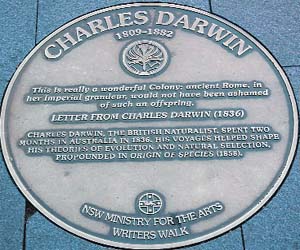 CHARLES DARWIN
1809-1882
This is really a wonderful Colony; ancient Rome, in
her imperial grandeur, would not have been ashamed
of such an offspring.
LETTER FROM CHARLES DARWIN (1836)
CHARLES DARWIN, THE BRITISH NATURALIST, SPENT TWO
MONTHS IN AUSTRALIA IN 1836. HIS VOYAGES HELPED SHAPE
HIS THEORIES OF EVOLUTION AND NATURAL SELECTION,
PROPOUNDED IN ORIGIN OF SPECIES (1858).
NSW MINISTRY FOR THE ARTS
WRITERS WALK